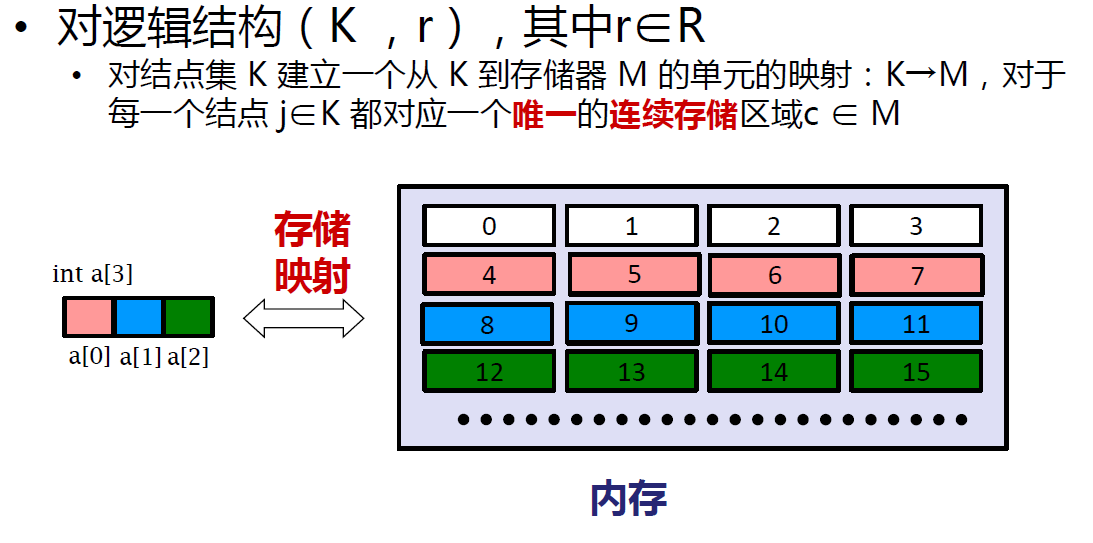 • 对逻辑结构（K ，r），其中r∈R
• 对结点集 K 建立一个从 K 到存储器 M 的单元的映射：K→M，对于
每一个结点 j∈K 都对应一个唯一的连续存储区域c ∈ M
存储
映射
int a[3]
a[0] a[1] a[2]
0 1 2 3
4 5 6 7
8 9 10 11
12 13 14 15
内存